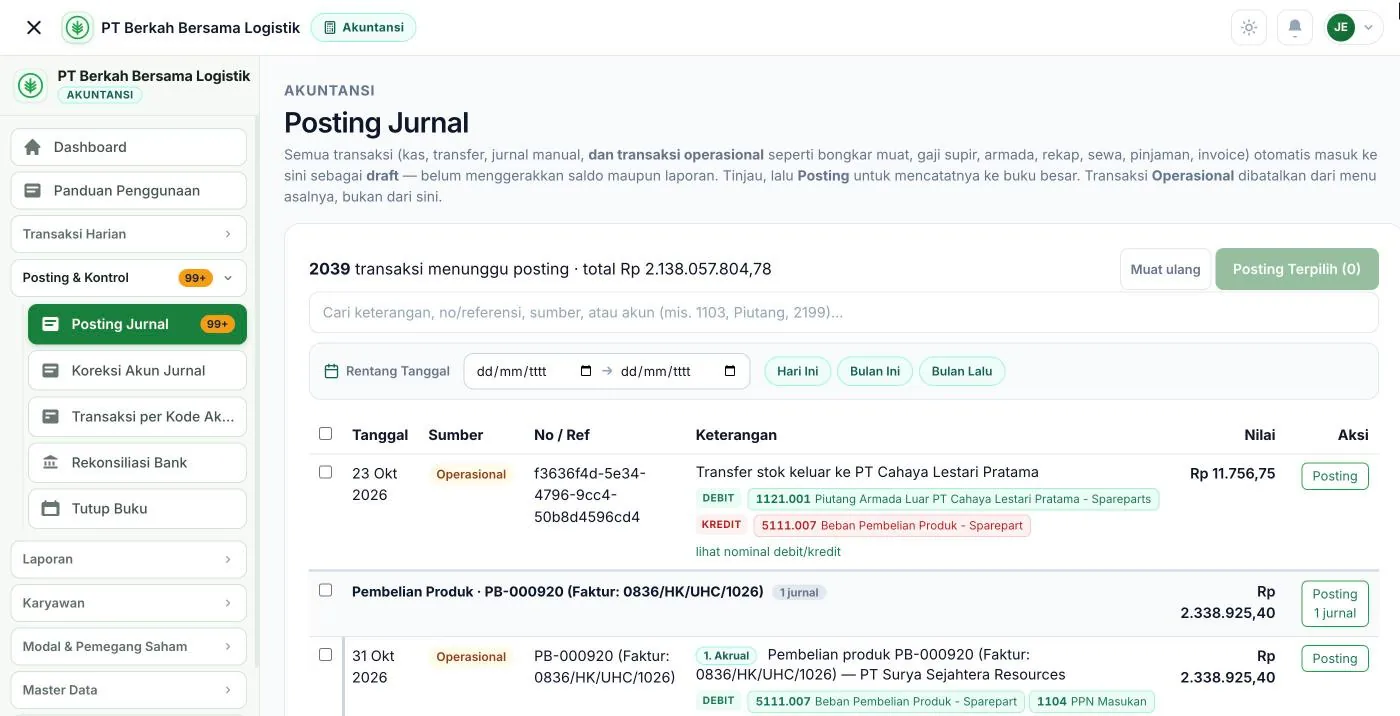 PT Berkah Bersama Logistik
Akuntansi
JE
PT Berkah Bersama Logistik
AKUNTANSI
Dashboard
Panduan Penggunaan
Transaksi Harian
Posting & Kontrol 99+
Posting Jurnal 99+
Koreksi Akun Jurnal
Transaksi per Kode Ak...
Rekonsiliasi Bank
Tutup Buku
Laporan
Karyawan
Modal & Pemegang Saham
Master Data
AKUNTANSI
Posting Jurnal
Semua transaksi (kas, transfer, jurnal manual, dan transaksi operasional seperti bongkar muat, gaji supir, armada, rekap, sewa, pinjaman, invoice) otomatis masuk ke
sini sebagai draft — belum menggerakkan saldo maupun laporan. Tinjau, lalu Posting untuk mencatatnya ke buku besar. Transaksi Operasional dibatalkan dari menu
asalnya, bukan dari sini.
2039 transaksi menunggu posting · total Rp 2.138.057.804,78
Muat ulang
Posting Terpilih (0)
Cari keterangan, no/referensi, sumber, atau akun (mis. 1103, Piutang, 2199)...
Rentang Tanggal dd/mm/tttt → dd/mm/tttt Hari Ini Bulan Ini Bulan Lalu
Tanggal Sumber No / Ref Keterangan Nilai Aksi
23 Okt
2026
Operasional
f3636f4d-5e34-
4796-9cc4-
50b8d4596cd4
Transfer stok keluar ke PT Cahaya Lestari Pratama
DEBIT 1121.001 Piutang Armada Luar PT Cahaya Lestari Pratama - Spareparts
KREDIT 5111.007 Beban Pembelian Produk - Sparepart
lihat nominal debit/kredit
Rp 11.756,75
Posting
Pembelian Produk · PB-000920 (Faktur: 0836/HK/UHC/1026) 1 jurnal
Rp
2.338.925,40
Posting
1 jurnal
31 Okt
2026
Operasional
PB-000920 (Faktur:
0836/HK/UHC/1026)
1. Akrual Pembelian produk PB-000920 (Faktur:
0836/HK/UHC/1026) — PT Surya Sejahtera Resources
DEBIT 5111.007 Beban Pembelian Produk - Sparepart 1104 PPN Masukan
Rp
2.338.925,40
Posting